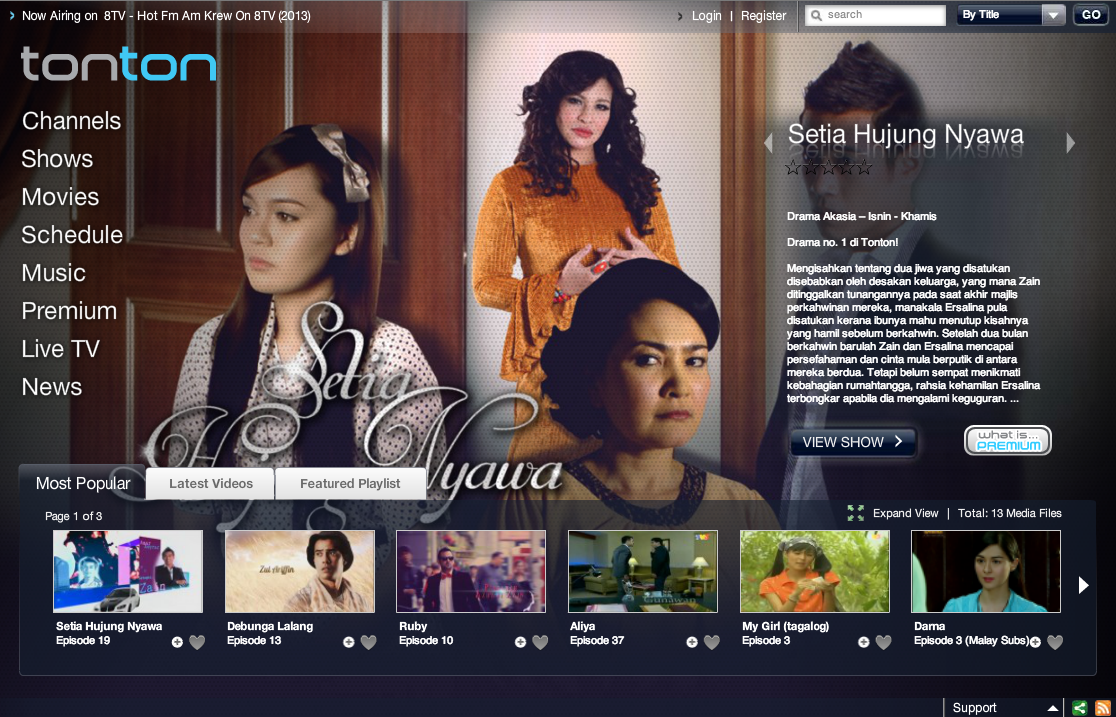 Now Airing on 8TV - Hot Fm Am Krew On 8TV (2013)
Login | Register
search
By Title
GO
tonton
Channels
Shows
Movies
Schedule
Music
Premium
Live TV
News
Setia Hujung Nyawa
Drama Akasia – Isnin - Khamis
Drama no. 1 di Tonton!
Mengisahkan tentang dua jiwa yang disatukan
disebabkan oleh desakan keluarga, yang mana Zain
ditinggalkan tunangannya pada saat akhir majlis
perkahwinan mereka, manakala Ersalina pula
disatukan kerana ibunya mahu menutup kisahnya
yang hamil sebelum berkahwin. Setelah dua bulan
berkahwin barulah Zain dan Ersalina mencapai
persefahaman dan cinta mula berputik di antara
mereka berdua. Tetapi belum sempat menikmati
kebahagian rumahtangga, rahsia kehamilan Ersalina
terbongkar apabila dia mengalami keguguran. ...
VIEW SHOW
what is...
PREMIUM
Setia
Nyawa
Most Popular
Latest Videos
Featured Playlist
Page 1 of 3
Expand View | Total: 13 Media Files
Zain
Zul Ariffin
Gunawan
Setia Hujung Nyawa
Episode 19
Debunga Lalang
Episode 13
Ruby
Episode 10
Aliya
Episode 37
My Girl (tagalog)
Episode 3
Darna
Episode 3 (Malay Subs)
Support